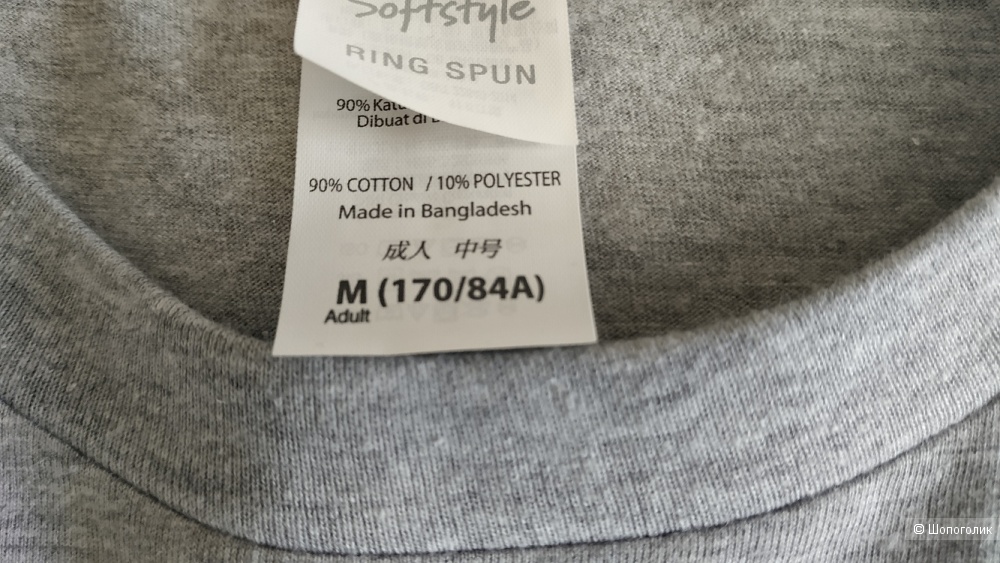 Softstyle
RING SPUN
90%
Dibuat di
90% COTTON / 10% POLYESTER
Made in Bangladesh
成人 中号
M (170/84A)
Adult
© Шопоголик